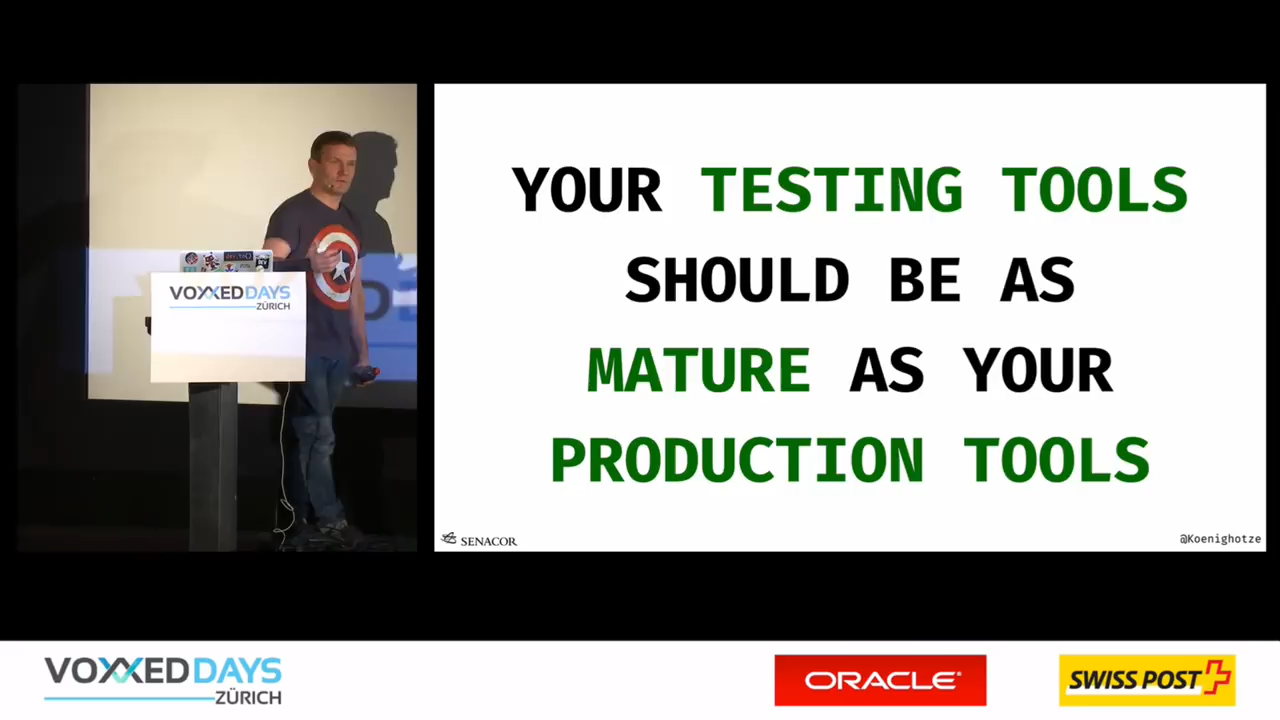 YOUR TESTING TOOLS
SHOULD BE AS
MATURE AS YOUR
PRODUCTION TOOLS
SENACOR
@Koenighotze
VOXXED DAYS
ZÜRICH
VOXXED DAYS
ZÜRICH
ORACLE®
SWISS POST